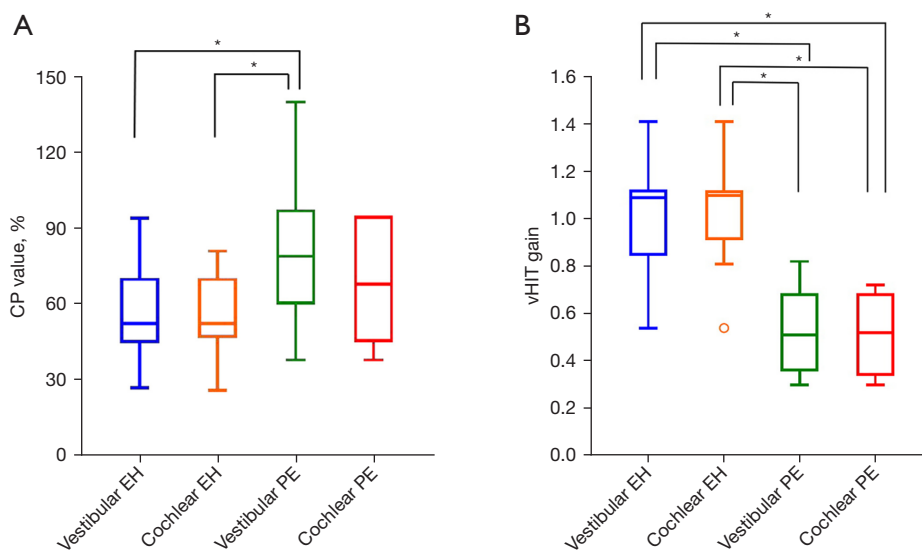 A
*
*
150
120
90
60
30
0
CP value, %
Vestibular EH
Cochlear EH
Vestibular PE
Cochlear PE
B
*
*
*
*
1.6
1.4
1.2
1.0
0.8
0.6
0.4
0.2
0.0
vHIT gain
Vestibular EH
Cochlear EH
Vestibular PE
Cochlear PE